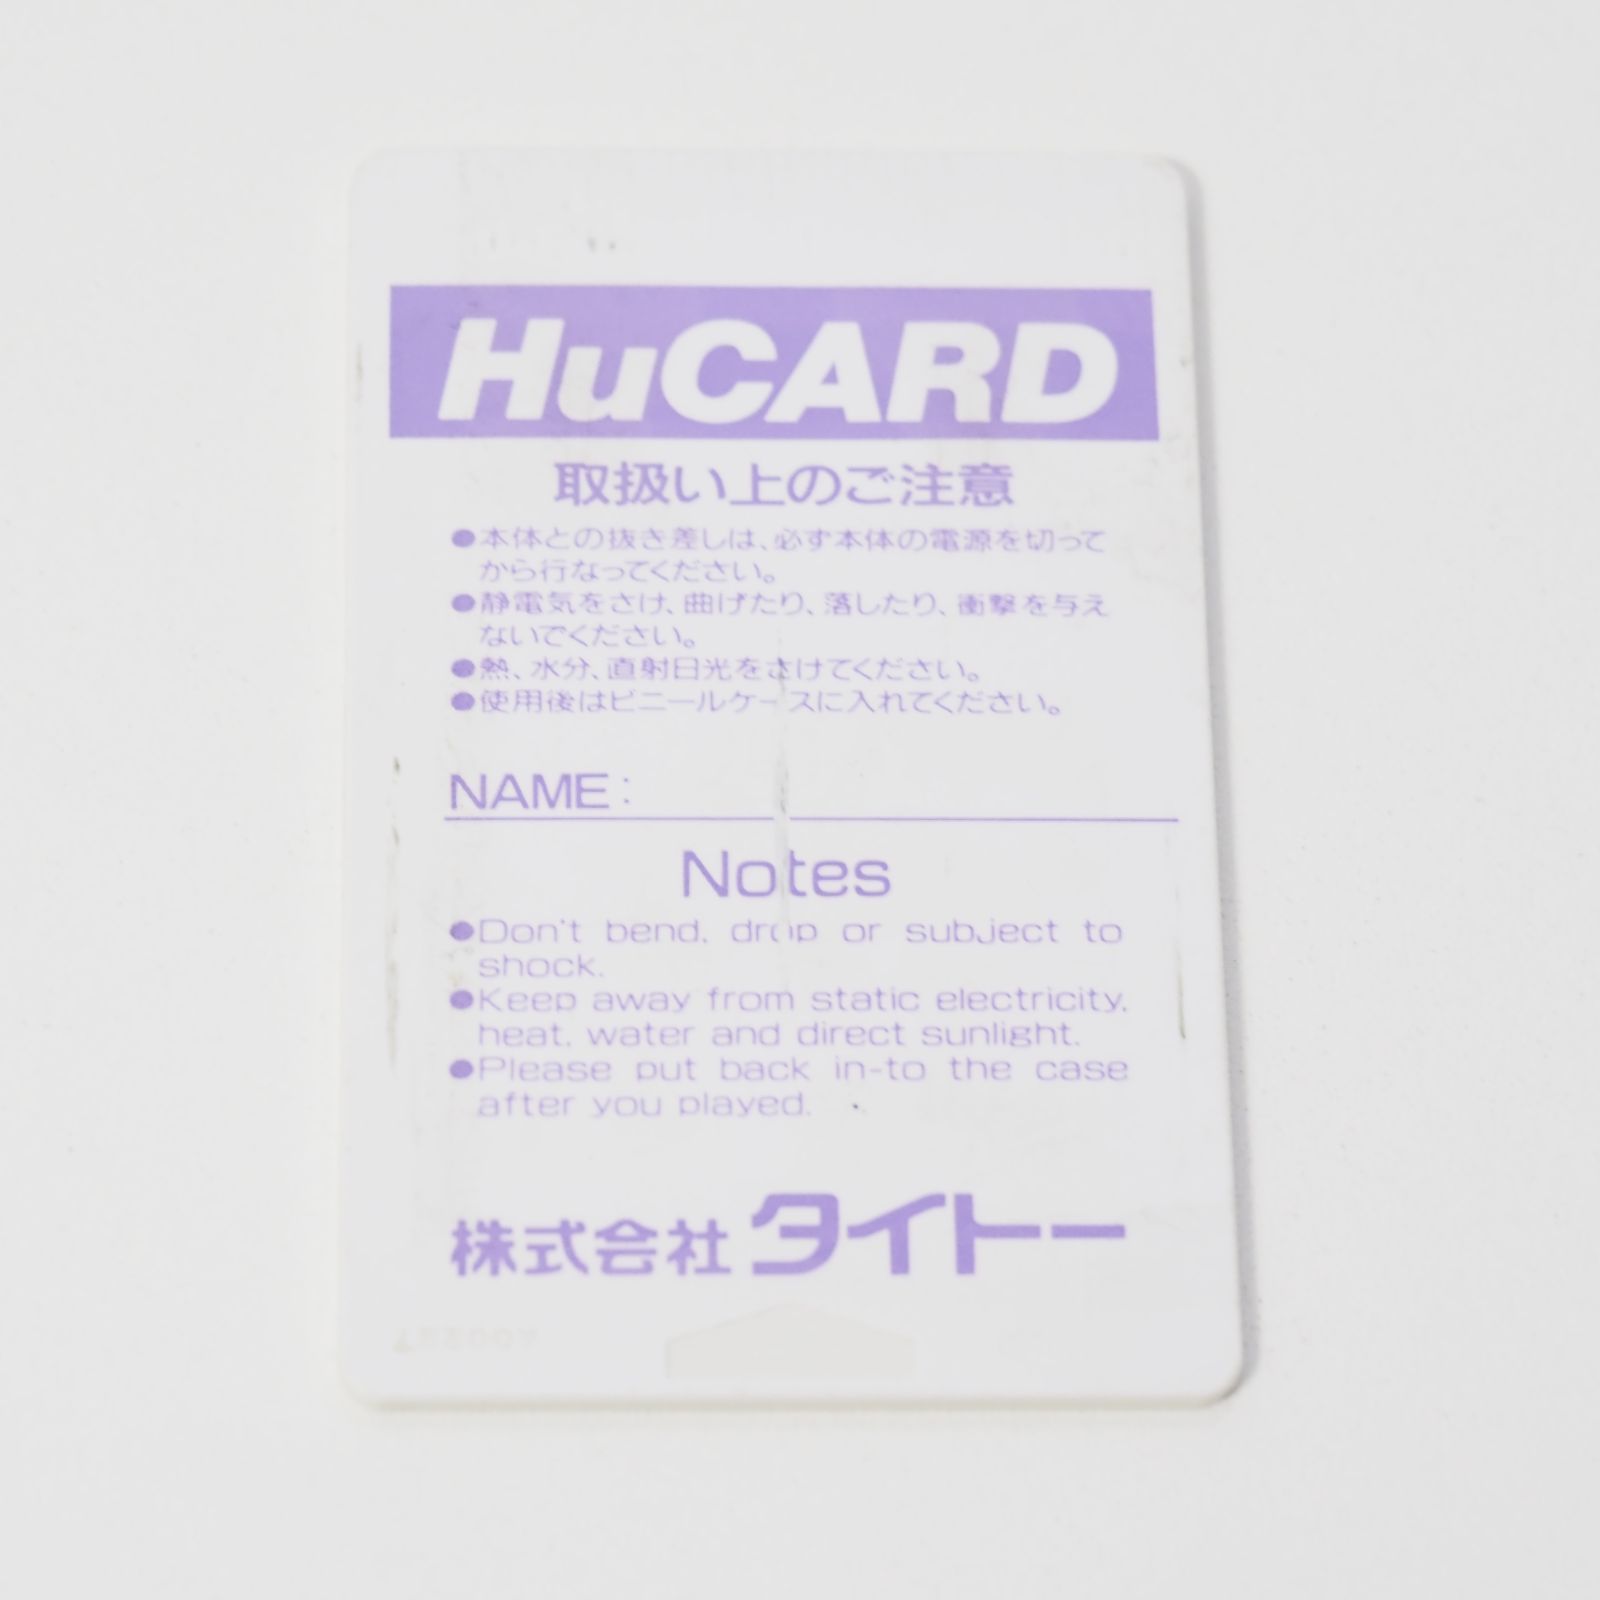 HuCARD
取扱い上のご注意
●本体との抜き差しは、必ず本体の電源を切って
から行なってください。
●静電気をさけ、曲げたり、落したり、衝撃を与え
ないでください。
●熱、水分、直射日光をさけてください。
●使用後はビニールケースに入れてください。
NAME:
Notes
●Don't bend, drop or subject to
shock.
●Keep away from static electricity,
heat, water and direct sunlight.
●Please put back in-to the case
after you played.
株式会社タイトー